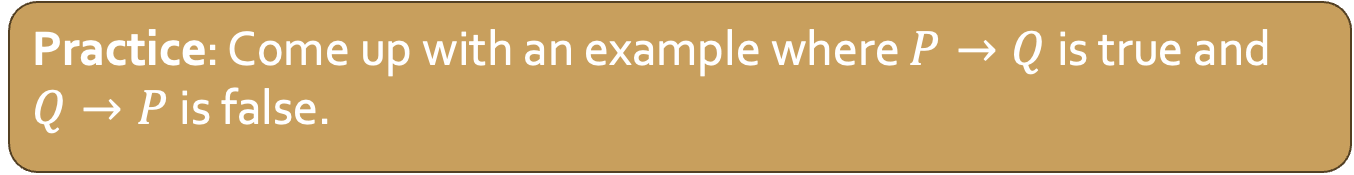 Practice: Come up with an example where P → Q is true and
Q → P is false.